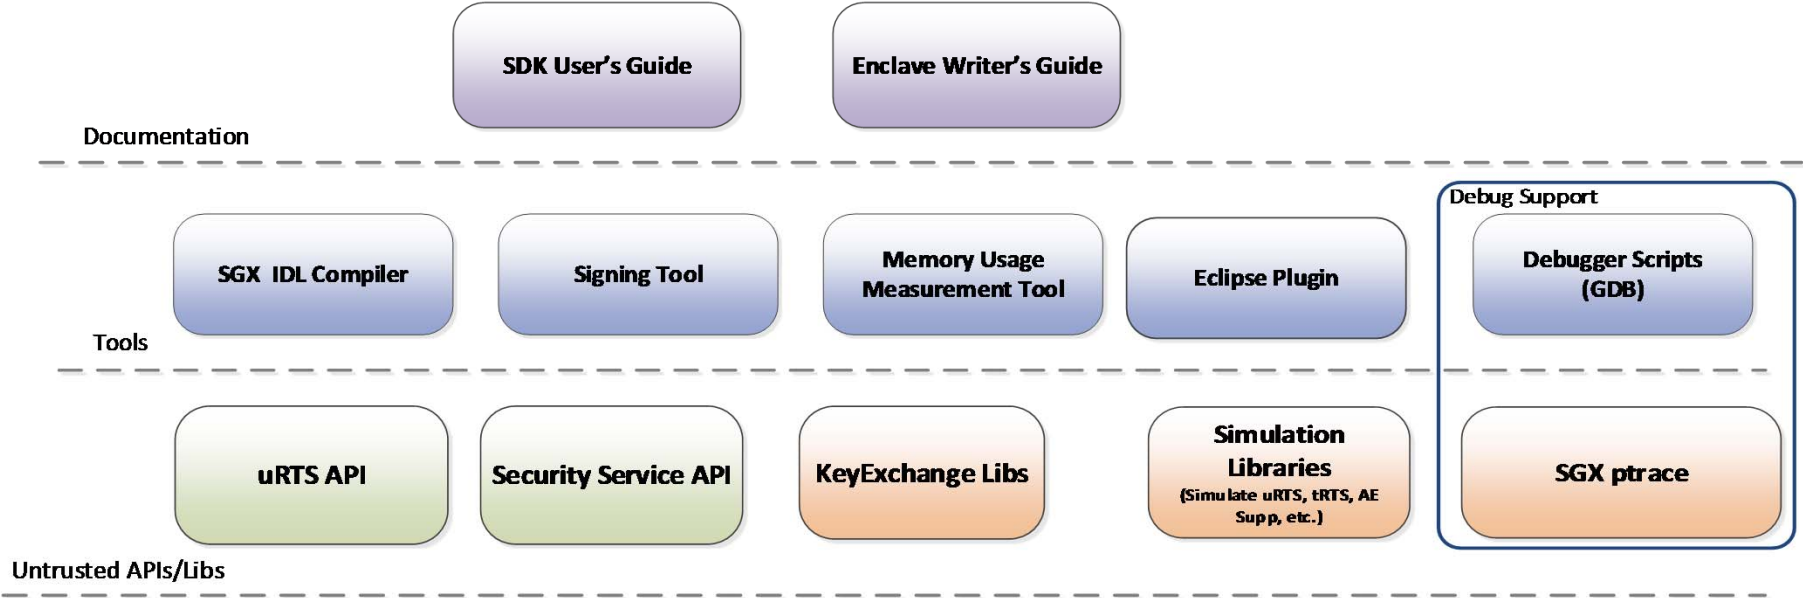 SDK User's Guide
Enclave Writer's Guide
Documentation
Debug Support
SGX IDL Compiler
Signing Tool
Memory Usage
Measurement Tool
Eclipse Plugin
Debugger Scripts
(GDB)
Tools
uRTS API
Security Service API
KeyExchange Libs
Simulation
Libraries
(Simulate uRTS, tRTS, AE
Supp, etc.)
SGX ptrace
Untrusted APIs/Libs